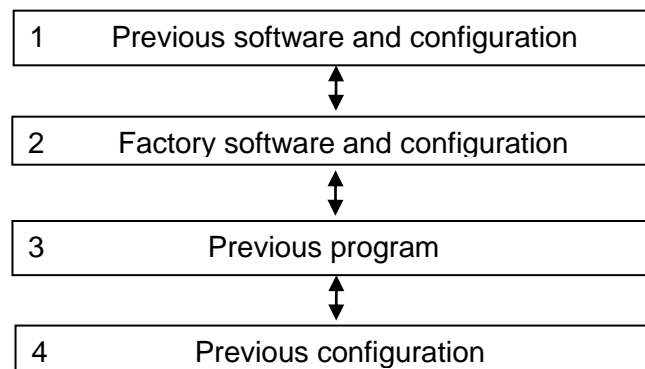 1 Previous software and configuration
2 Factory software and configuration
3 Previous program
4 Previous configuration